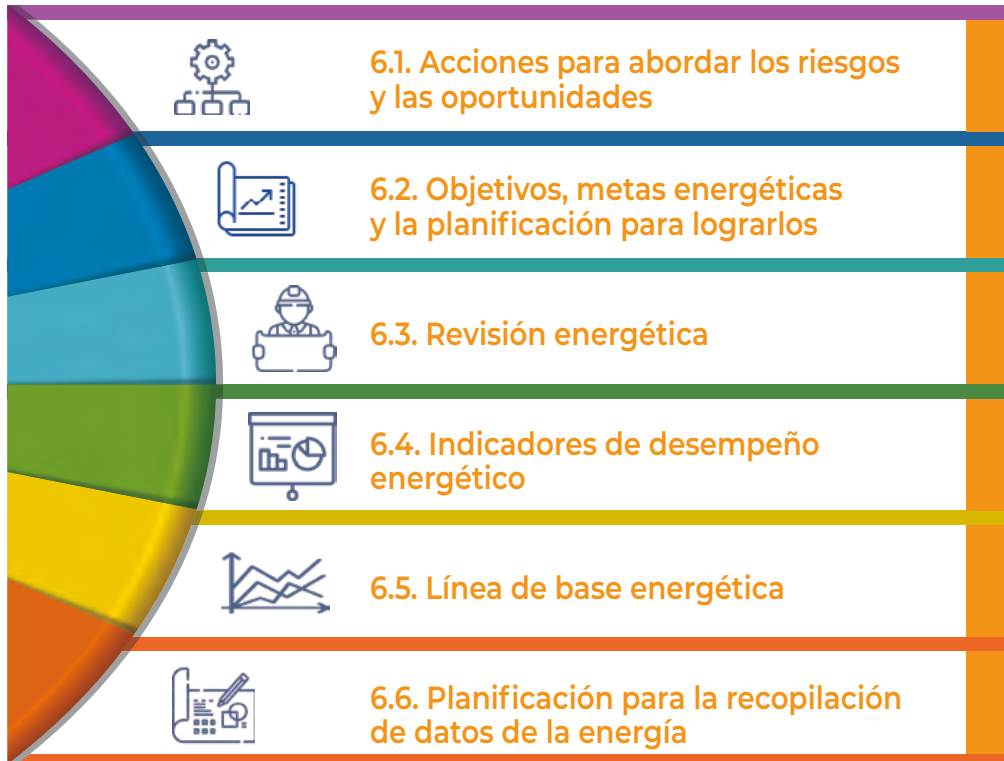 6.1. Acciones para abordar los riesgos
y las oportunidades
6.2. Objetivos, metas energéticas
y la planificación para lograrlos
6.3. Revisión energética
6.4. Indicadores de desempeño
energético
6.5. Línea de base energética
6.6. Planificación para la recopilación
de datos de la energía